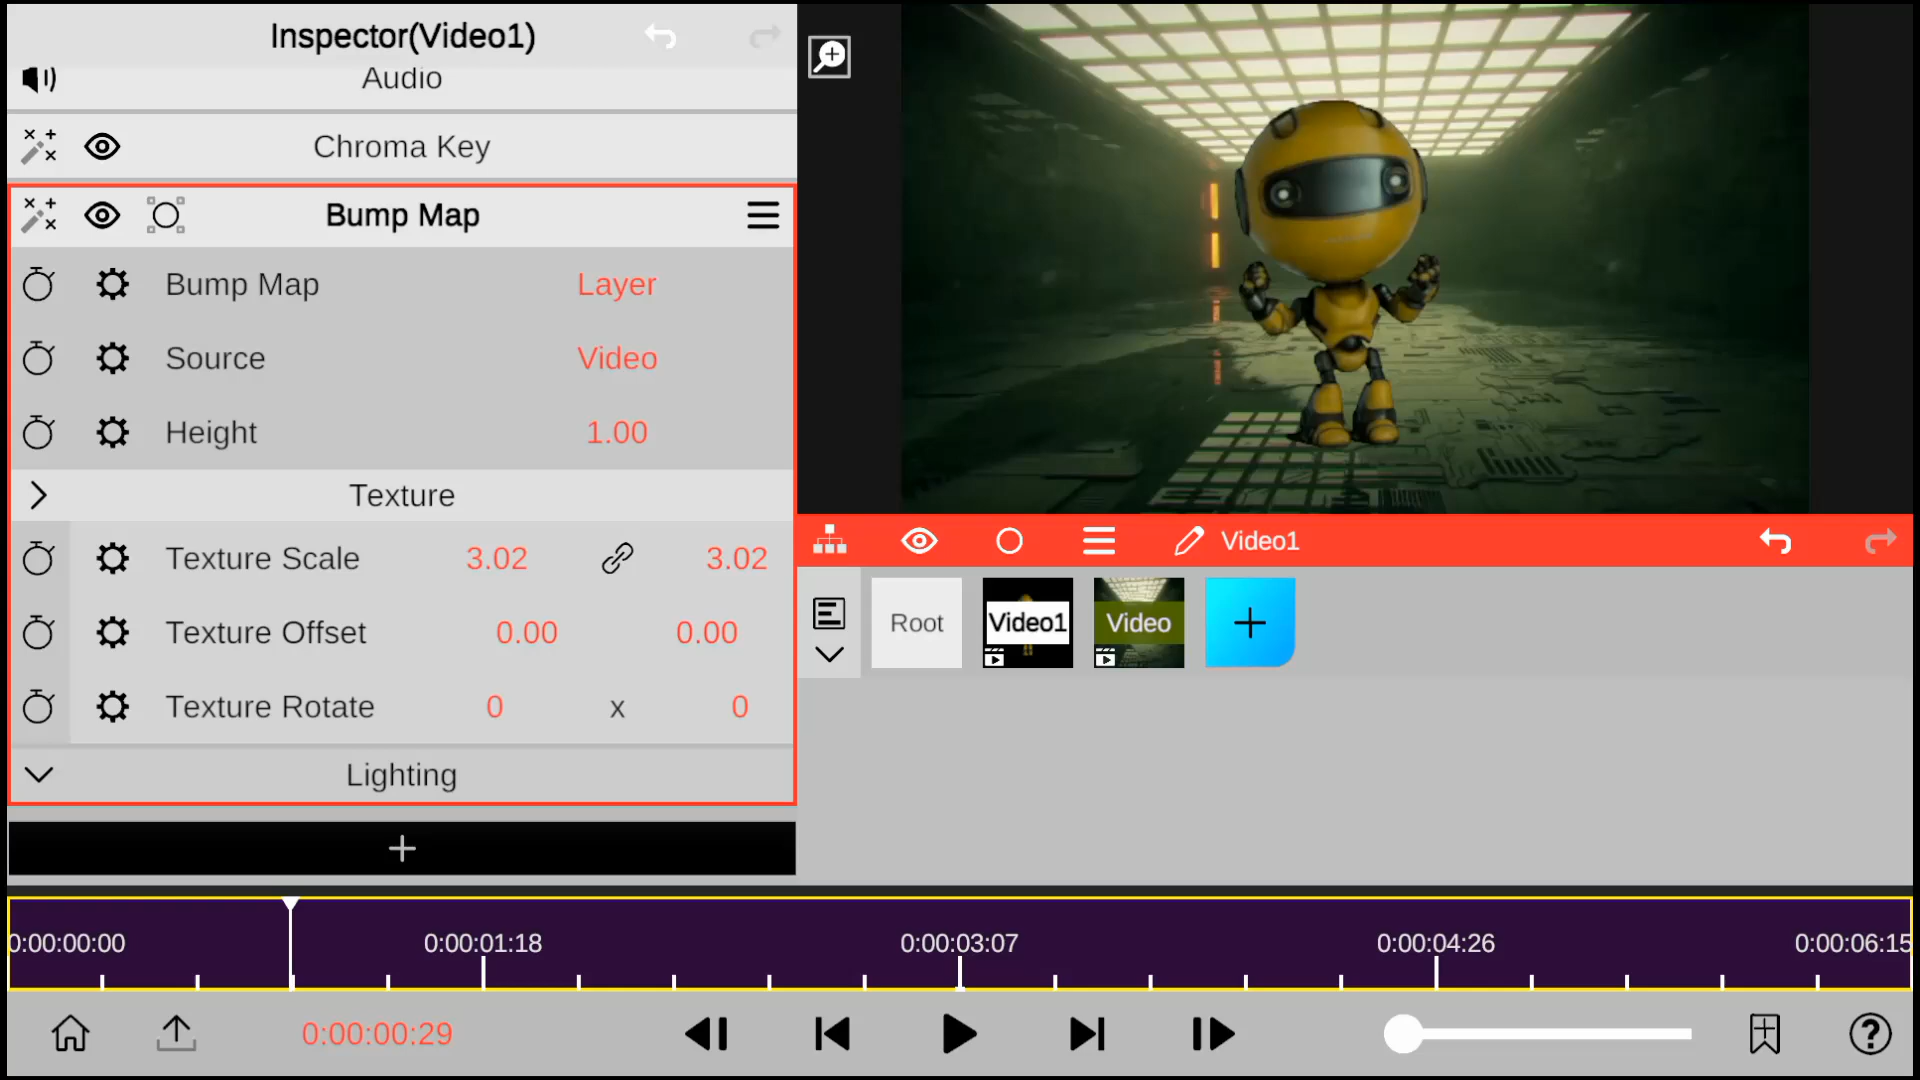 Inspector(Video1)
Audio
Chroma Key
Bump Map
Bump Map Layer
Source Video
Height 1.00
Texture
Texture Scale 3.02 3.02
Texture Offset 0.00 0.00
Texture Rotate 0 x 0
Lighting
+
Video1
Root Video1 Video +
0:00:00:00 0:00:01:18 0:00:03:07 0:00:04:26 0:00:06:15
0:00:00:29
?